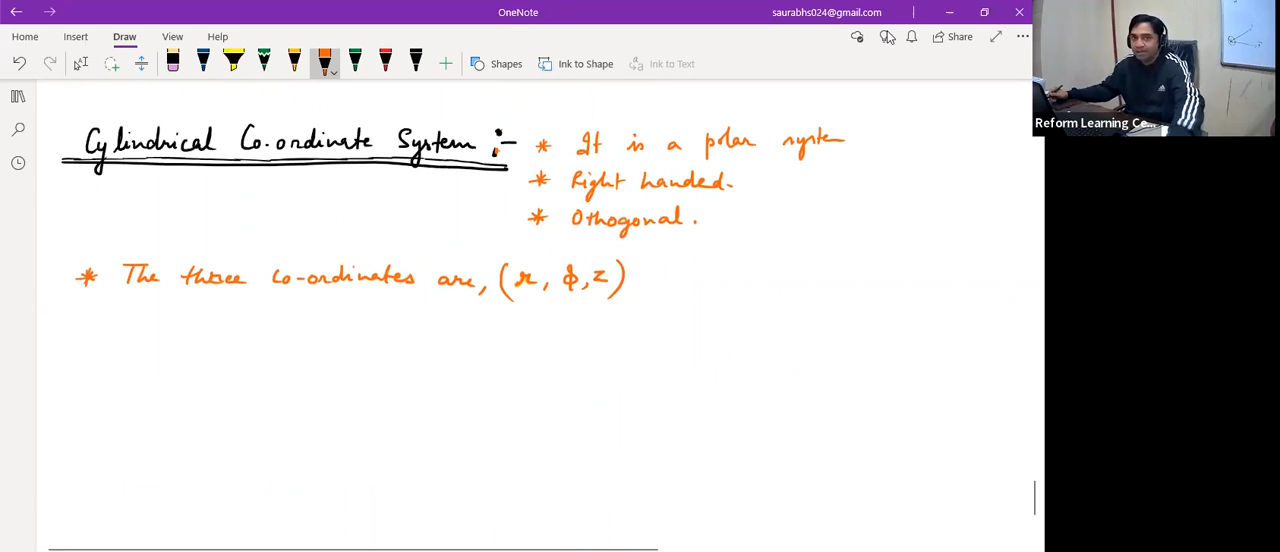 OneNote
saurabhs024@gmail.com
Home Insert Draw View Help
Share
Shapes Ink to Shape Ink to Text
Reform Learning Ce...
Cylindrical Co.ordinate System :-
* It is a polar system
* Right handed.
* Othogonal.
* The three co-ordinates are, (r, φ, z)